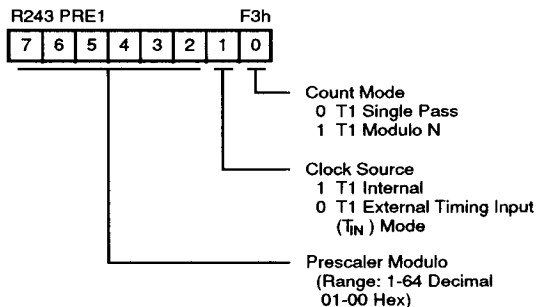 R243 PRE1 F3h
7 6 5 4 3 2 1 0
Count Mode
0 T1 Single Pass
1 T1 Modulo N
Clock Source
1 T1 Internal
0 T1 External Timing Input
(TIN ) Mode
Prescaler Modulo
(Range: 1-64 Decimal
01-00 Hex)